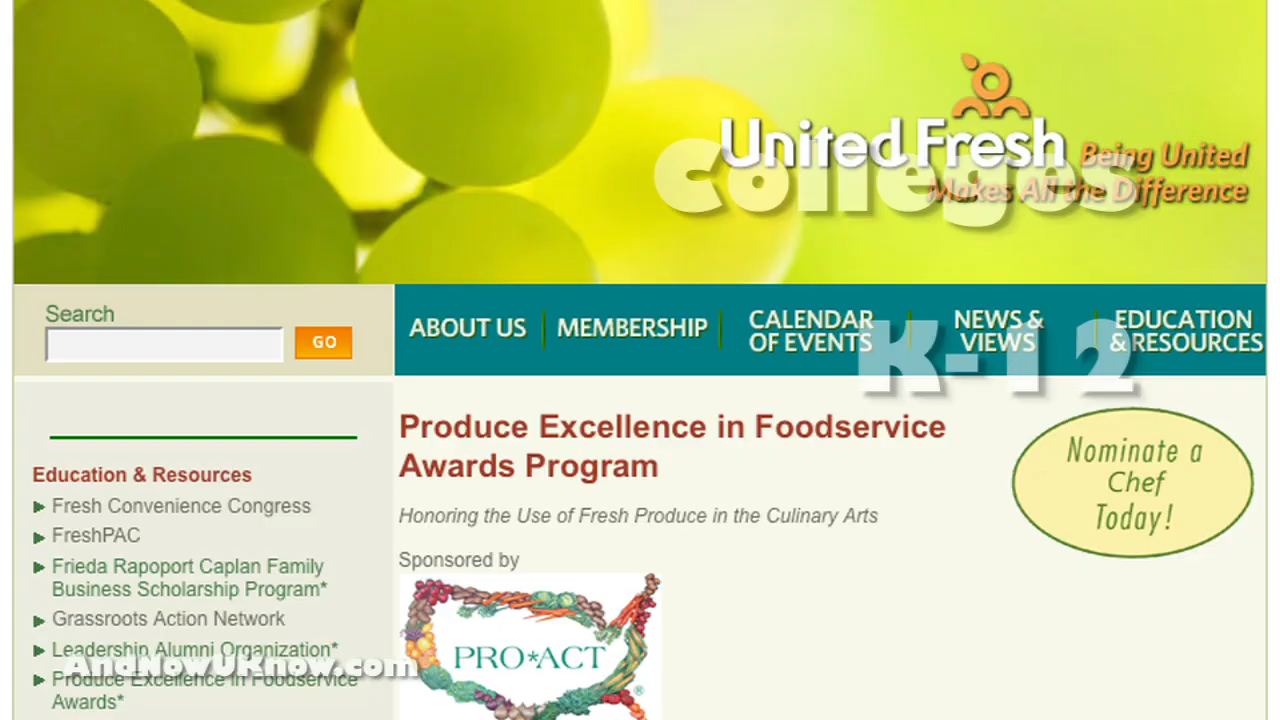 United Fresh Being United
Makes All the Difference
Colleges
Search
GO
ABOUT US
MEMBERSHIP
CALENDAR
OF EVENTS
NEWS &
VIEWS
EDUCATION
& RESOURCES
K-12
Produce Excellence in Foodservice
Awards Program
Nominate a
Chef
Today!
Honoring the Use of Fresh Produce in the Culinary Arts
Sponsored by
PRO*ACT
®
Education & Resources
Fresh Convenience Congress
FreshPAC
Frieda Rapoport Caplan Family
Business Scholarship Program*
Grassroots Action Network
Leadership Alumni Organization*
Produce Excellence in Foodservice
Awards*
AndNowUKnow.com